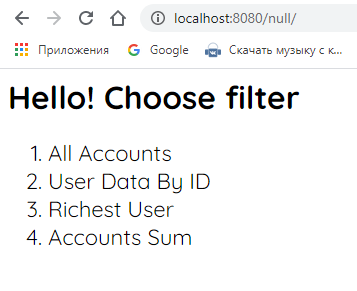 localhost:8080/null/
Приложения Google Скачать музыку с к...
Hello! Choose filter
1. All Accounts
2. User Data By ID
3. Richest User
4. Accounts Sum